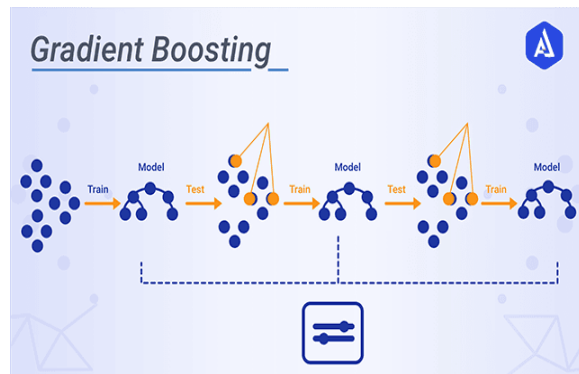 Gradient Boosting
Model
Model
Model
Train
Test
Train
Test
Train